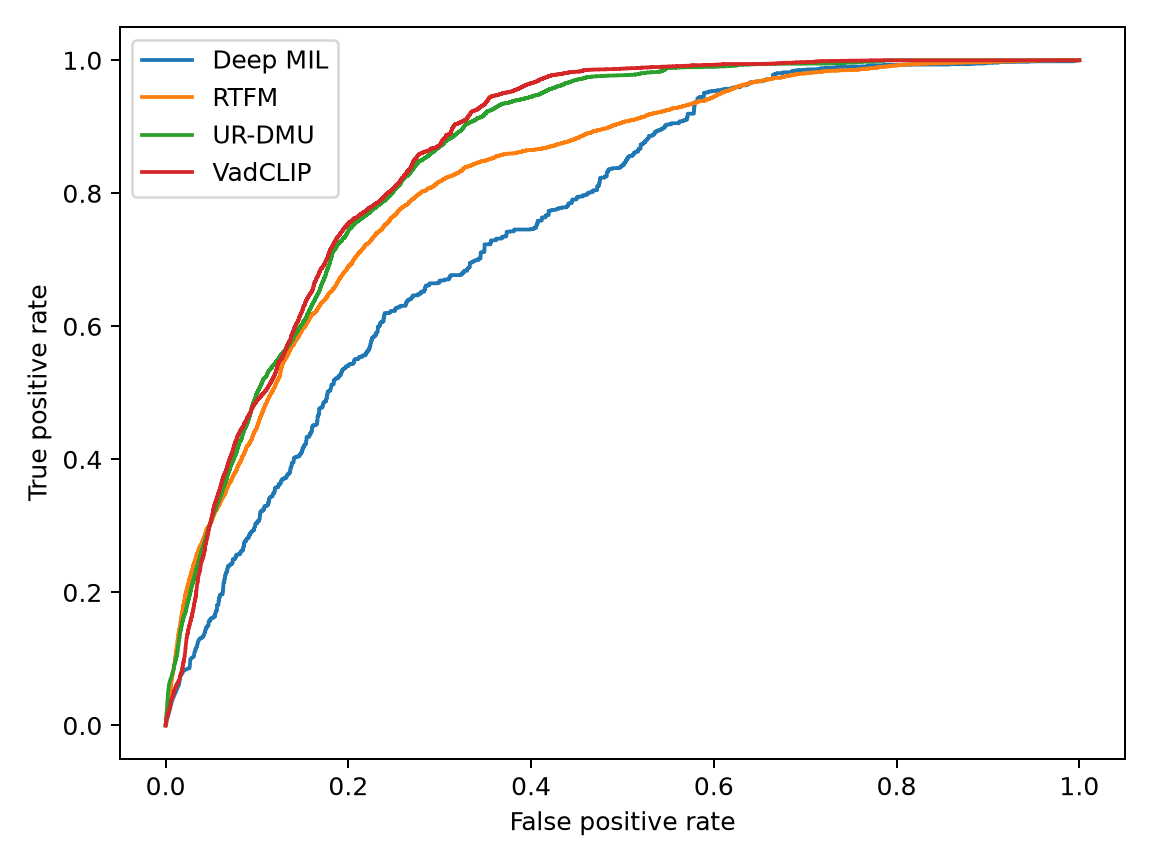 Deep MIL
RTFM
UR-DMU
VadCLIP
True positive rate
1.0
0.8
0.6
0.4
0.2
0.0
0.0 0.2 0.4 0.6 0.8 1.0
False positive rate